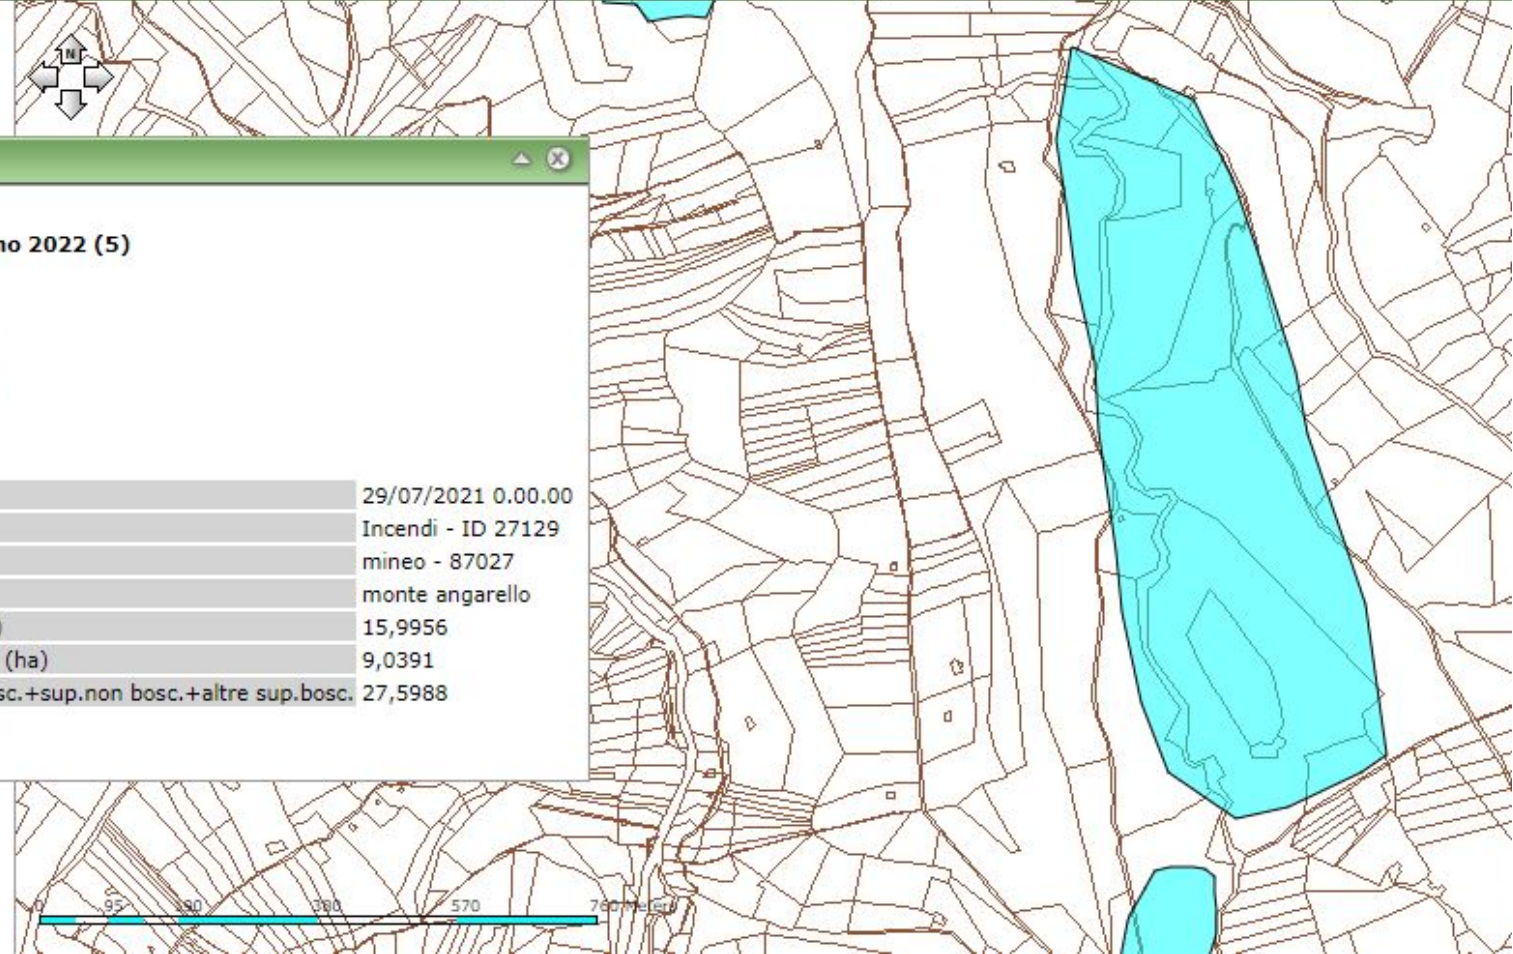 N
no 2022 (5)
29/07/2021 0.00.00
Incendi - ID 27129
mineo - 87027
monte angarello
) 15,9956
(ha) 9,0391
sc.+sup.non bosc.+altre sup.bosc. 27,5988
0 95 190 380 570 760 Meters